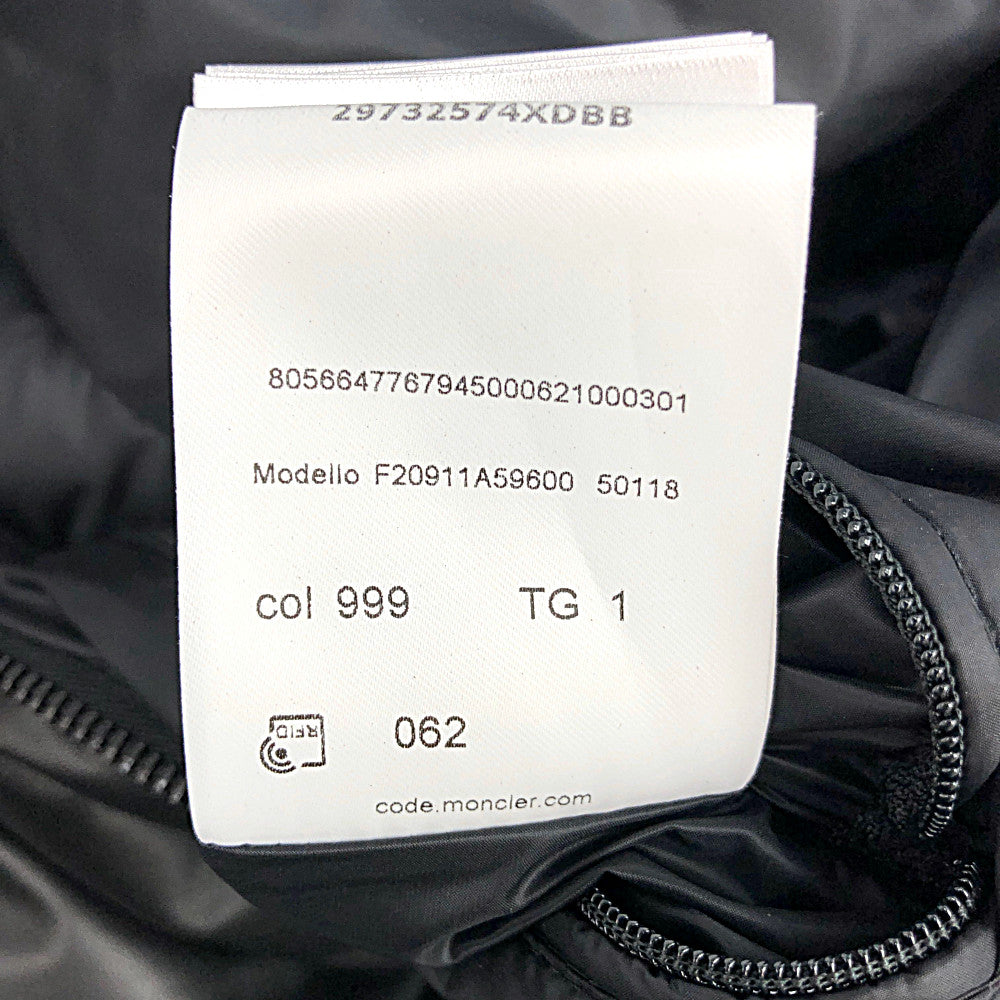 29732574XDBB
8056647767945000621000301
Modello F20911A59600 50118
col 999 TG 1
RFID 062
code.moncler.com